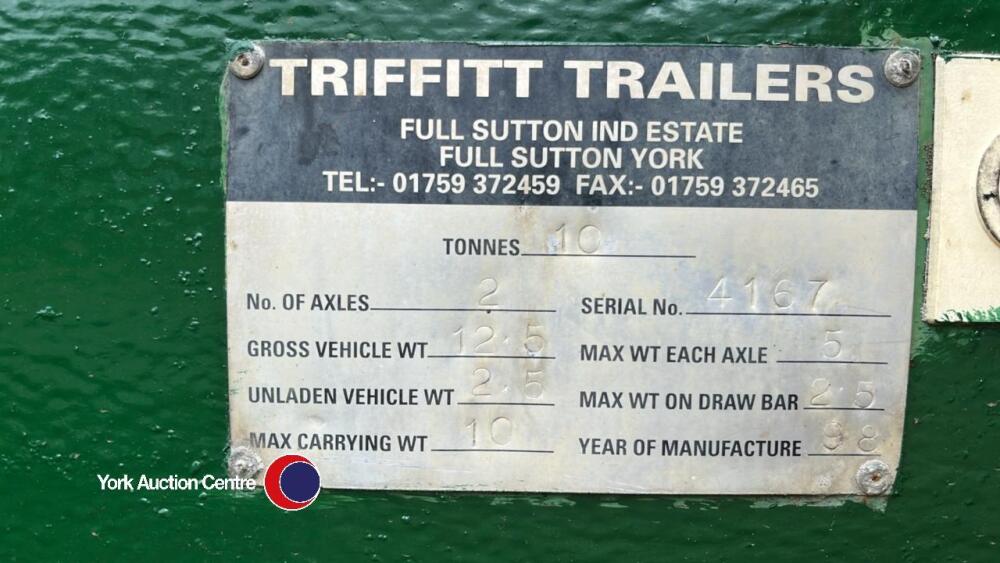 TRIFFITT TRAILERS
FULL SUTTON IND ESTATE
FULL SUTTON YORK
TEL:- 01759 372459 FAX:- 01759 372465
TONNES 10
No. OF AXLES 2
SERIAL No. 4167
GROSS VEHICLE WT 12.5
MAX WT EACH AXLE 5
UNLADEN VEHICLE WT 2.5
MAX WT ON DRAW BAR 2.5
MAX CARRYING WT 10
YEAR OF MANUFACTURE 98
York Auction Centre